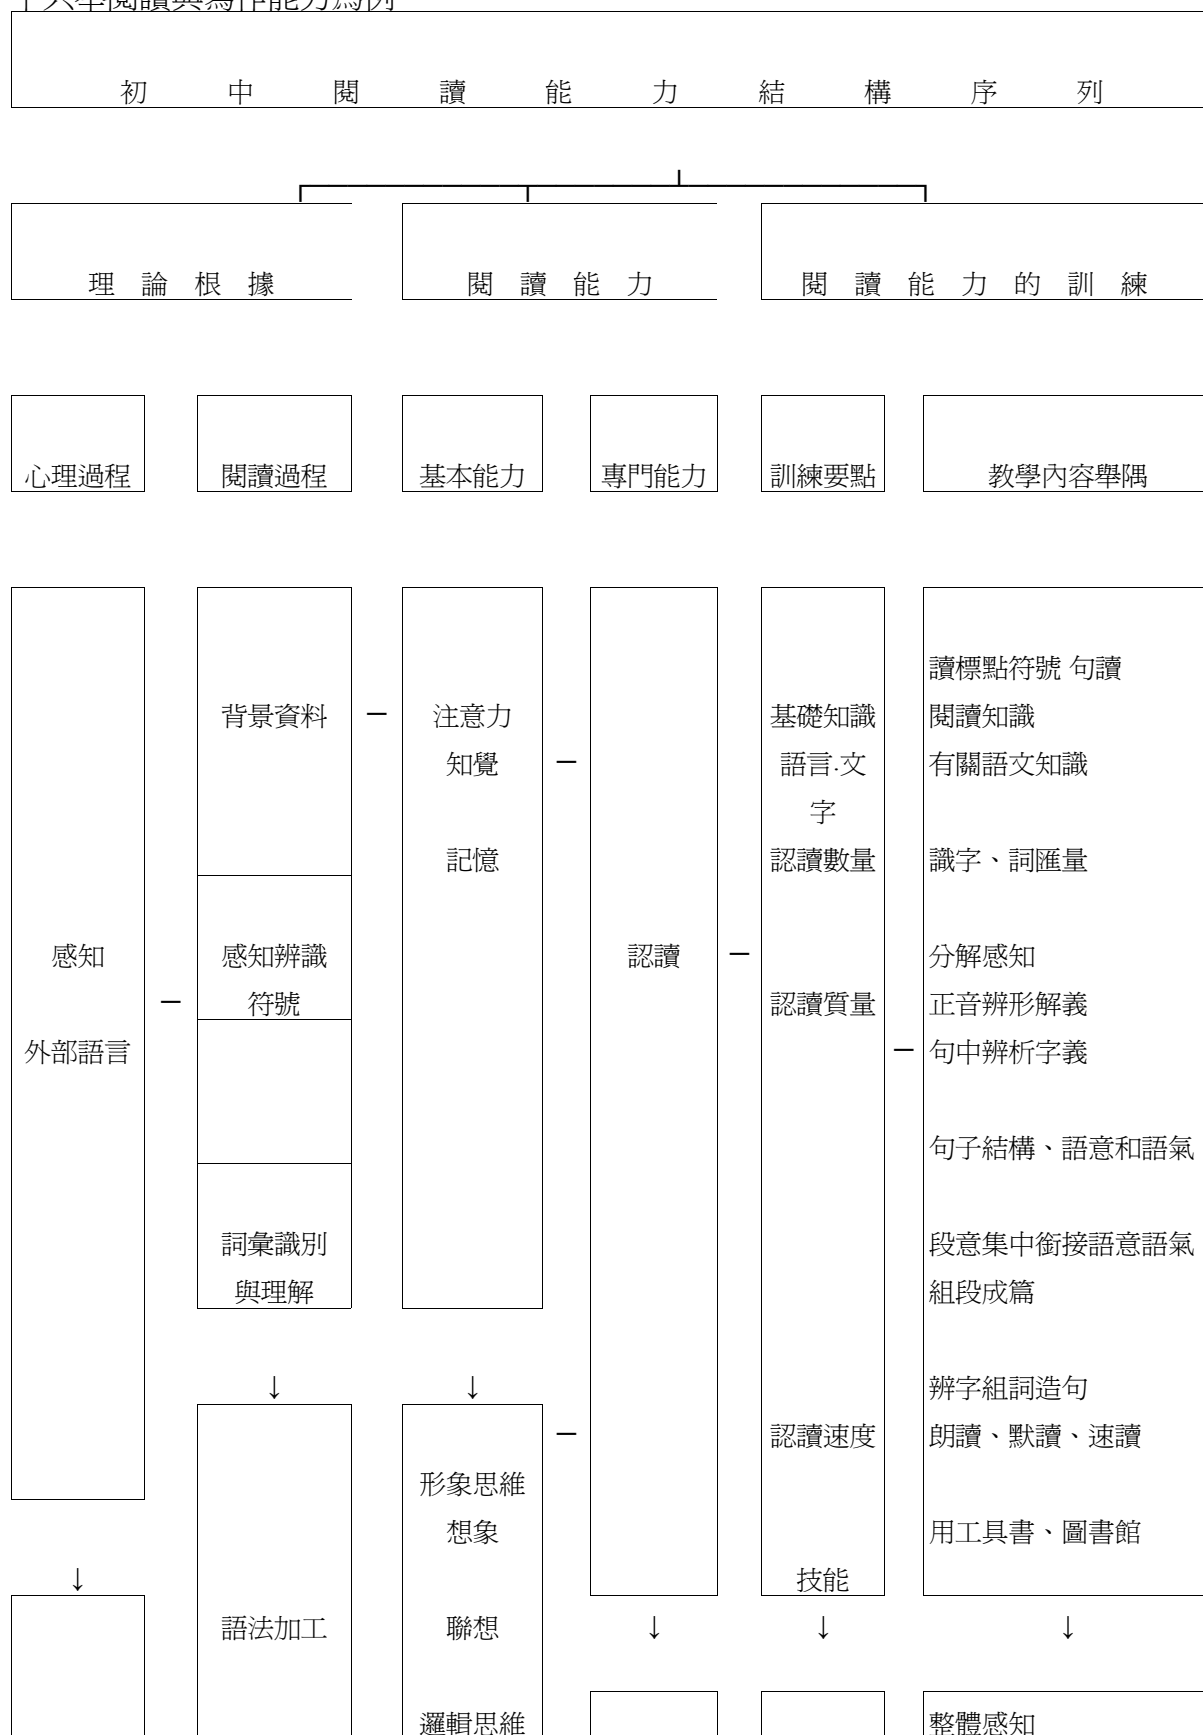 初中閱讀能力結構序列
理論根據
閱讀能力
閱讀能力的訓練
心理過程
閱讀過程
基本能力
專門能力
訓練要點
教學內容舉隅
感知
外部語言
背景資料
感知辨識
符號
詞彙識別
與理解
↓
語法加工
注意力
知覺
記憶
↓
形象思維
想象
聯想
邏輯思維
認讀
↓
基礎知識
語言.文
字
認讀數量
認讀質量
認讀速度
技能
↓
讀標點符號 句讀
閱讀知識
有關語文知識
識字、詞匯量
分解感知
正音辨形解義
句中辨析字義
句子結構、語意和語氣
段意集中銜接語意語氣
組段成篇
辨字組詞造句
朗讀、默讀、速讀
用工具書、圖書館
↓
整體感知